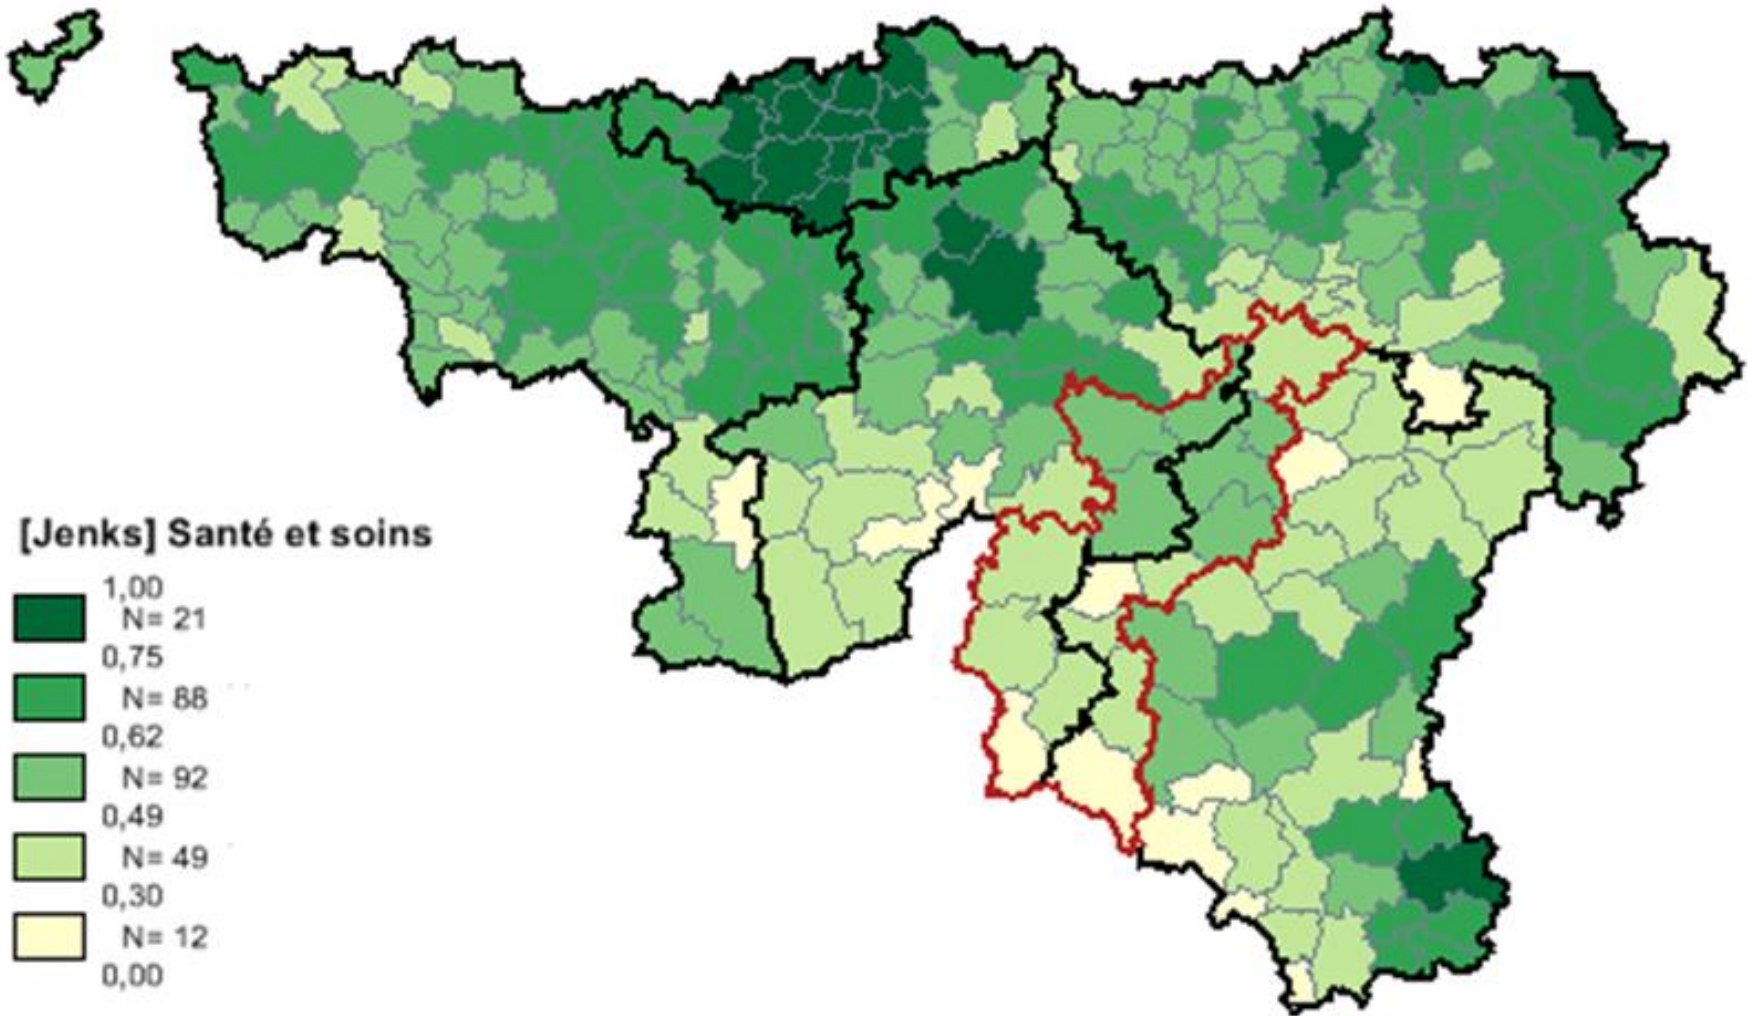 [Jenks] Santé et soins
1,00
N= 21
0,75
N= 88
0,62
N= 92
0,49
N= 49
0,30
N= 12
0,00